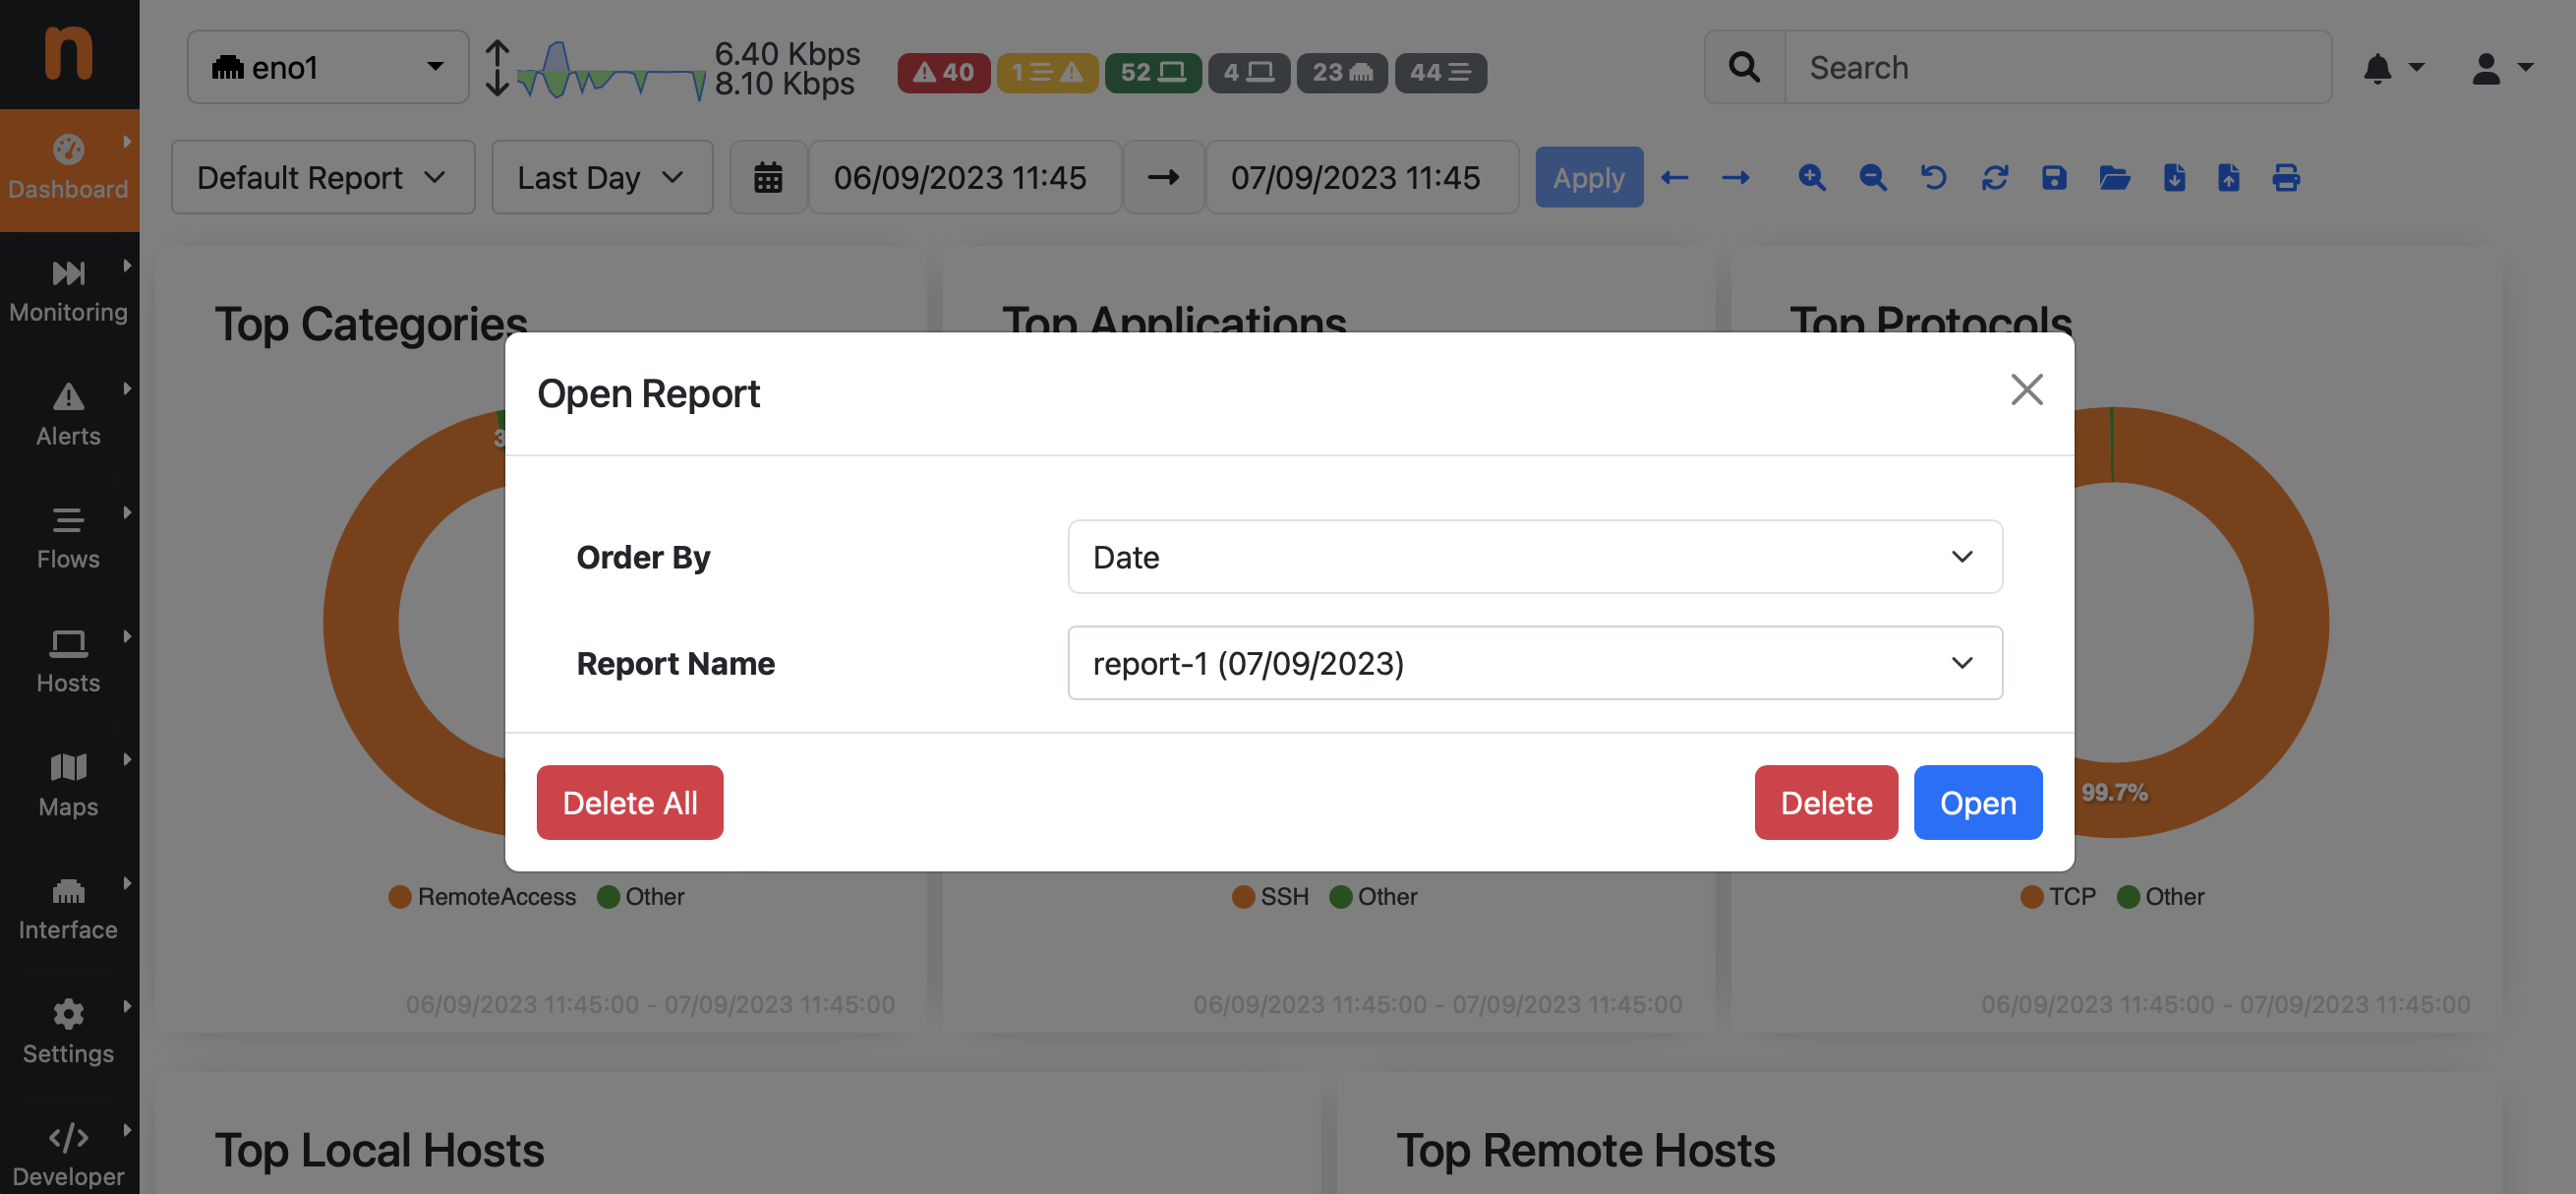 n
eno1
6.40 Kbps
8.10 Kbps
40
1
52
4
23
44
Search
Default Report
Last Day
06/09/2023 11:45
07/09/2023 11:45
Apply
Dashboard
Monitoring
Alerts
Flows
Hosts
Maps
Interface
Settings
Developer
Top Categories
Top Applications
Top Protocols
Open Report
Order By
Date
Report Name
report-1 (07/09/2023)
Delete All
Delete
Open
99.7%
RemoteAccess
Other
SSH
Other
TCP
Other
06/09/2023 11:45:00 - 07/09/2023 11:45:00
06/09/2023 11:45:00 - 07/09/2023 11:45:00
06/09/2023 11:45:00 - 07/09/2023 11:45:00
Top Local Hosts
Top Remote Hosts